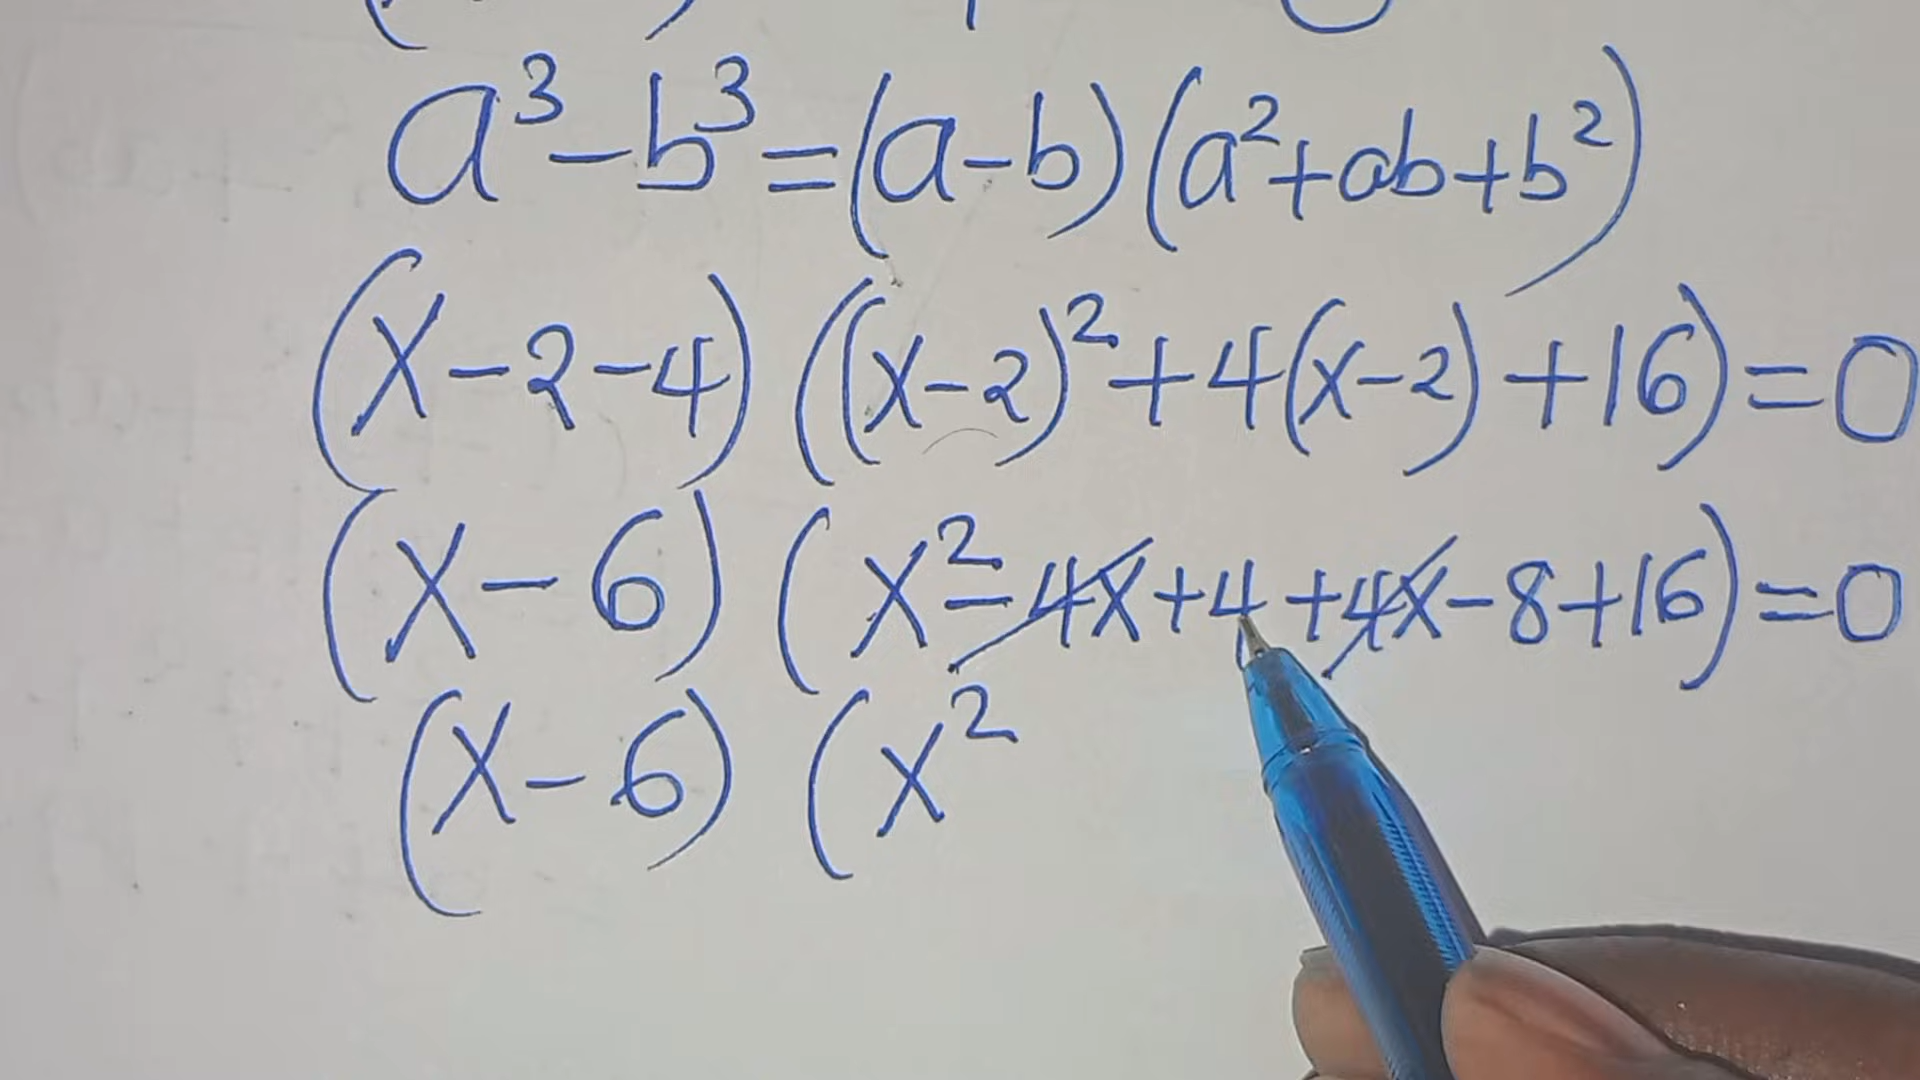 a³-b³=(a-b)(a²+ab+b²)
(x-2-4)((x-2)²+4(x-2)+16)=0
(x-6)(x²-4x+4+4x-8+16)=0
(x-6)(x²